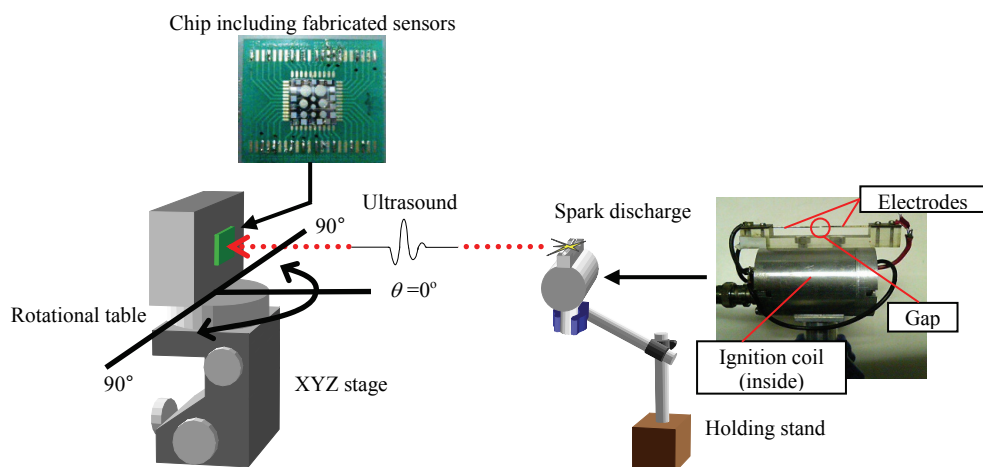 Chip including fabricated sensors
Ultrasound
90°
Spark discharge
Electrodes
θ =0°
Rotational table
Gap
Ignition coil
(inside)
90°
XYZ stage
Holding stand